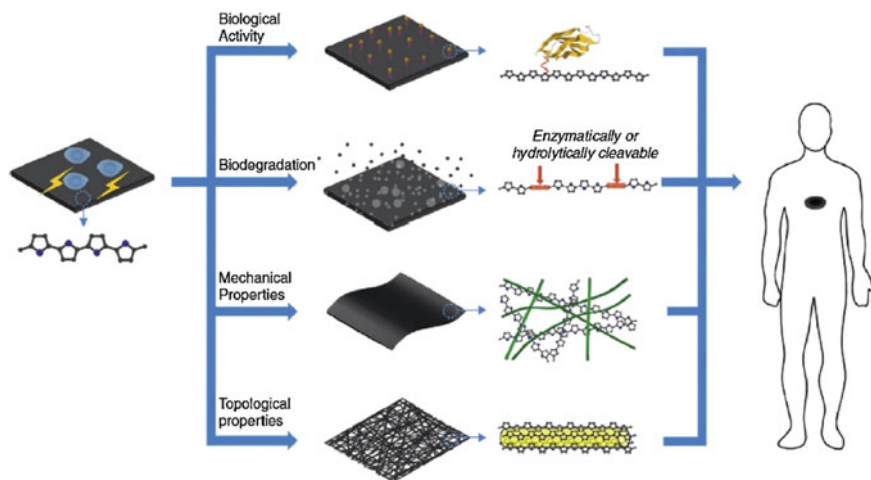 Biological
Activity
Enzymatically or
hydrolytically cleavable
Biodegradation
Mechanical
Properties
Topological
properties